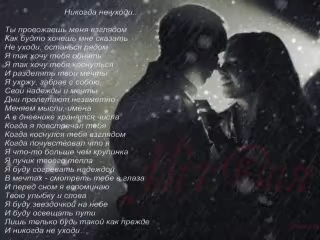 Никогда не уходи...
Ты провожаешь меня взглядом
Как будто хочешь мне сказать
Не уходи, останься рядом
Я так хочу тебя обнять
Я так хочу тебя коснуться
И разделять твои мечты
Я ухожу, забрав с собою,
Свои надежды и мечты
Дни пролетают незаметно
Меняем мысли, имена
А в дневнике хранятся числа
Когда я повстречал тебя
Когда коснулся тебя взглядом
Когда почувствовал что я
Я что-то больше чем крупинка
Я лучик твоего тепла
Я буду согревать надеждой
В мечтах - смотреть тебе в глаза
И перед сном я вспоминаю
Твою улыбку и слова
Я буду звездочкой на небе
И буду освещать пути
Лишь только будь такой как прежде
И никогда не уходи...